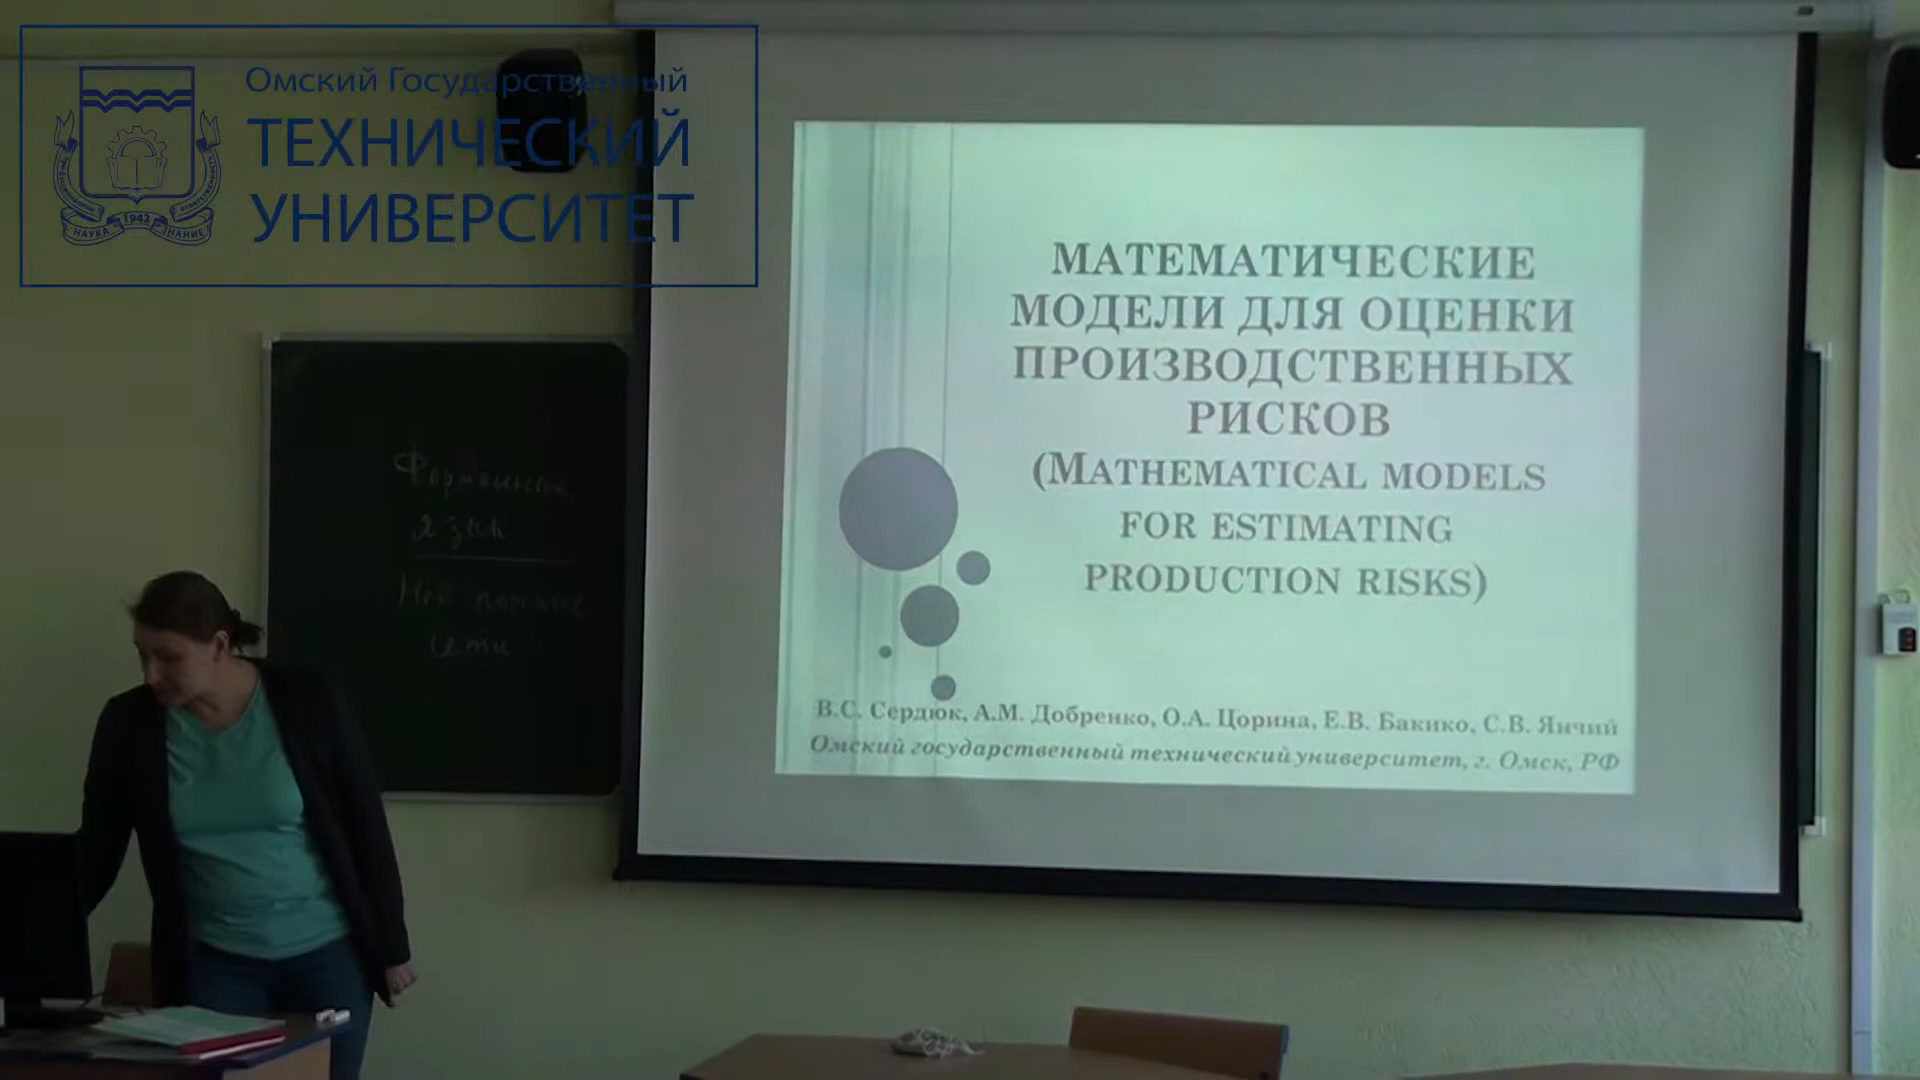 Омский Государственный
ТЕХНИЧЕСКИЙ
УНИВЕРСИТЕТ
1942
НАУКА ЗНАНИЕ
МАТЕМАТИЧЕСКИЕ
МОДЕЛИ ДЛЯ ОЦЕНКИ
ПРОИЗВОДСТВЕННЫХ
РИСКОВ
(MATHEMATICAL MODELS
FOR ESTIMATING
PRODUCTION RISKS)
В.С. Сердюк, А.М. Добренко, О.А. Цорина, Е.В. Бакико, С.В. Янчий
Омский государственный технический университет, г. Омск, РФ
язык
сети